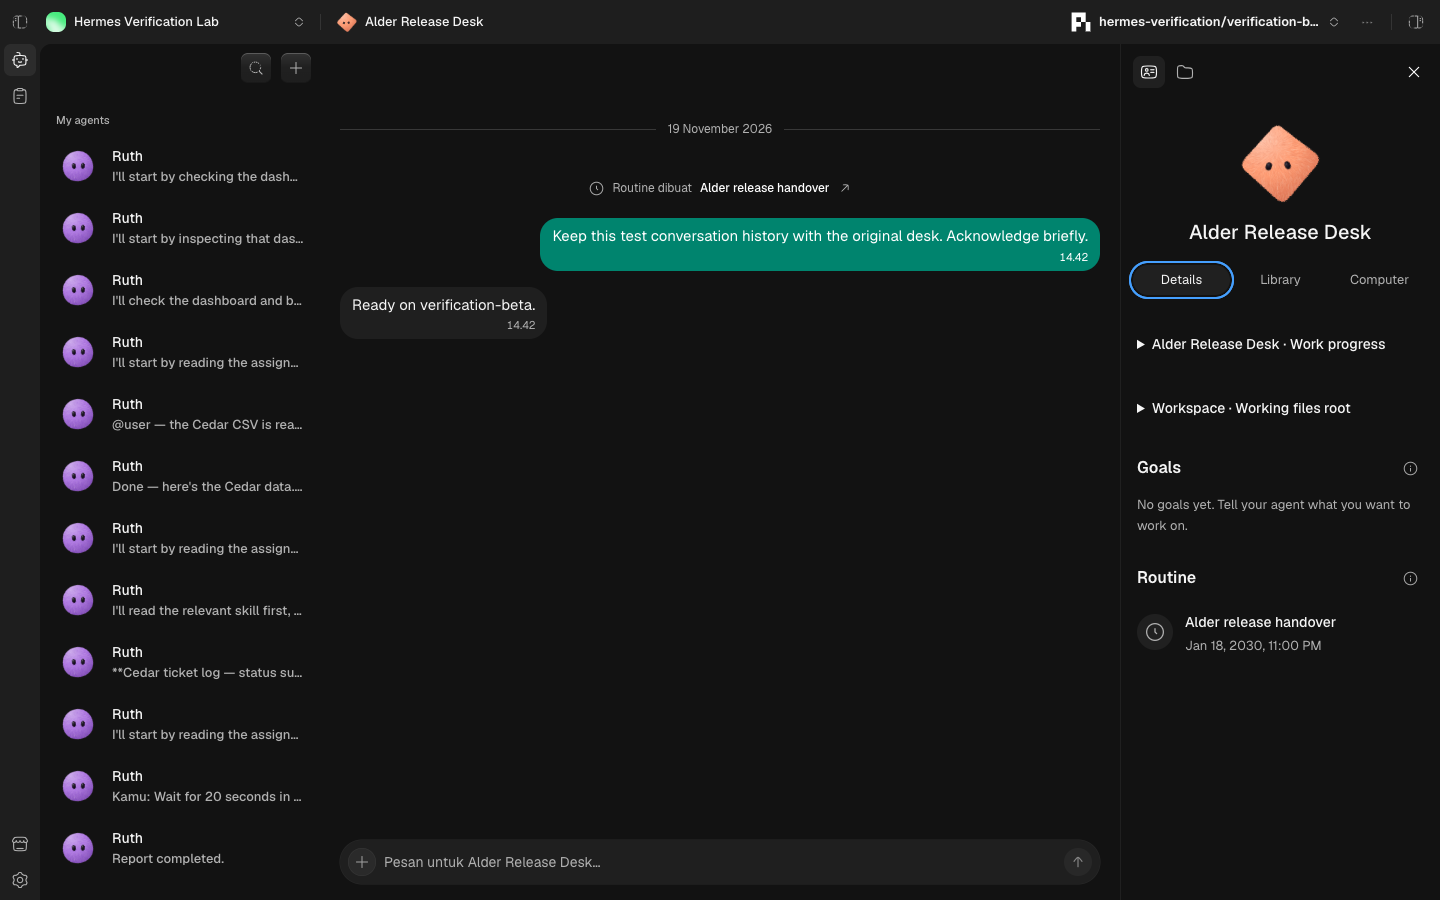 Hermes Verification Lab
Alder Release Desk
hermes-verification/verification-b...
My agents
Ruth
I'll start by checking the dash...
Ruth
I'll start by inspecting that das...
Ruth
I'll check the dashboard and b...
Ruth
I'll start by reading the assign...
Ruth
@user — the Cedar CSV is rea...
Ruth
Done — here's the Cedar data....
Ruth
I'll start by reading the assign...
Ruth
I'll read the relevant skill first, ...
Ruth
**Cedar ticket log — status su...
Ruth
I'll start by reading the assign...
Ruth
Kamu: Wait for 20 seconds in ...
Ruth
Report completed.
19 November 2026
Routine dibuat Alder release handover
Keep this test conversation history with the original desk. Acknowledge briefly.
14.42
Ready on verification-beta.
14.42
Pesan untuk Alder Release Desk...
Alder Release Desk
Details Library Computer
Alder Release Desk · Work progress
Workspace · Working files root
Goals
No goals yet. Tell your agent what you want to
work on.
Routine
Alder release handover
Jan 18, 2030, 11:00 PM